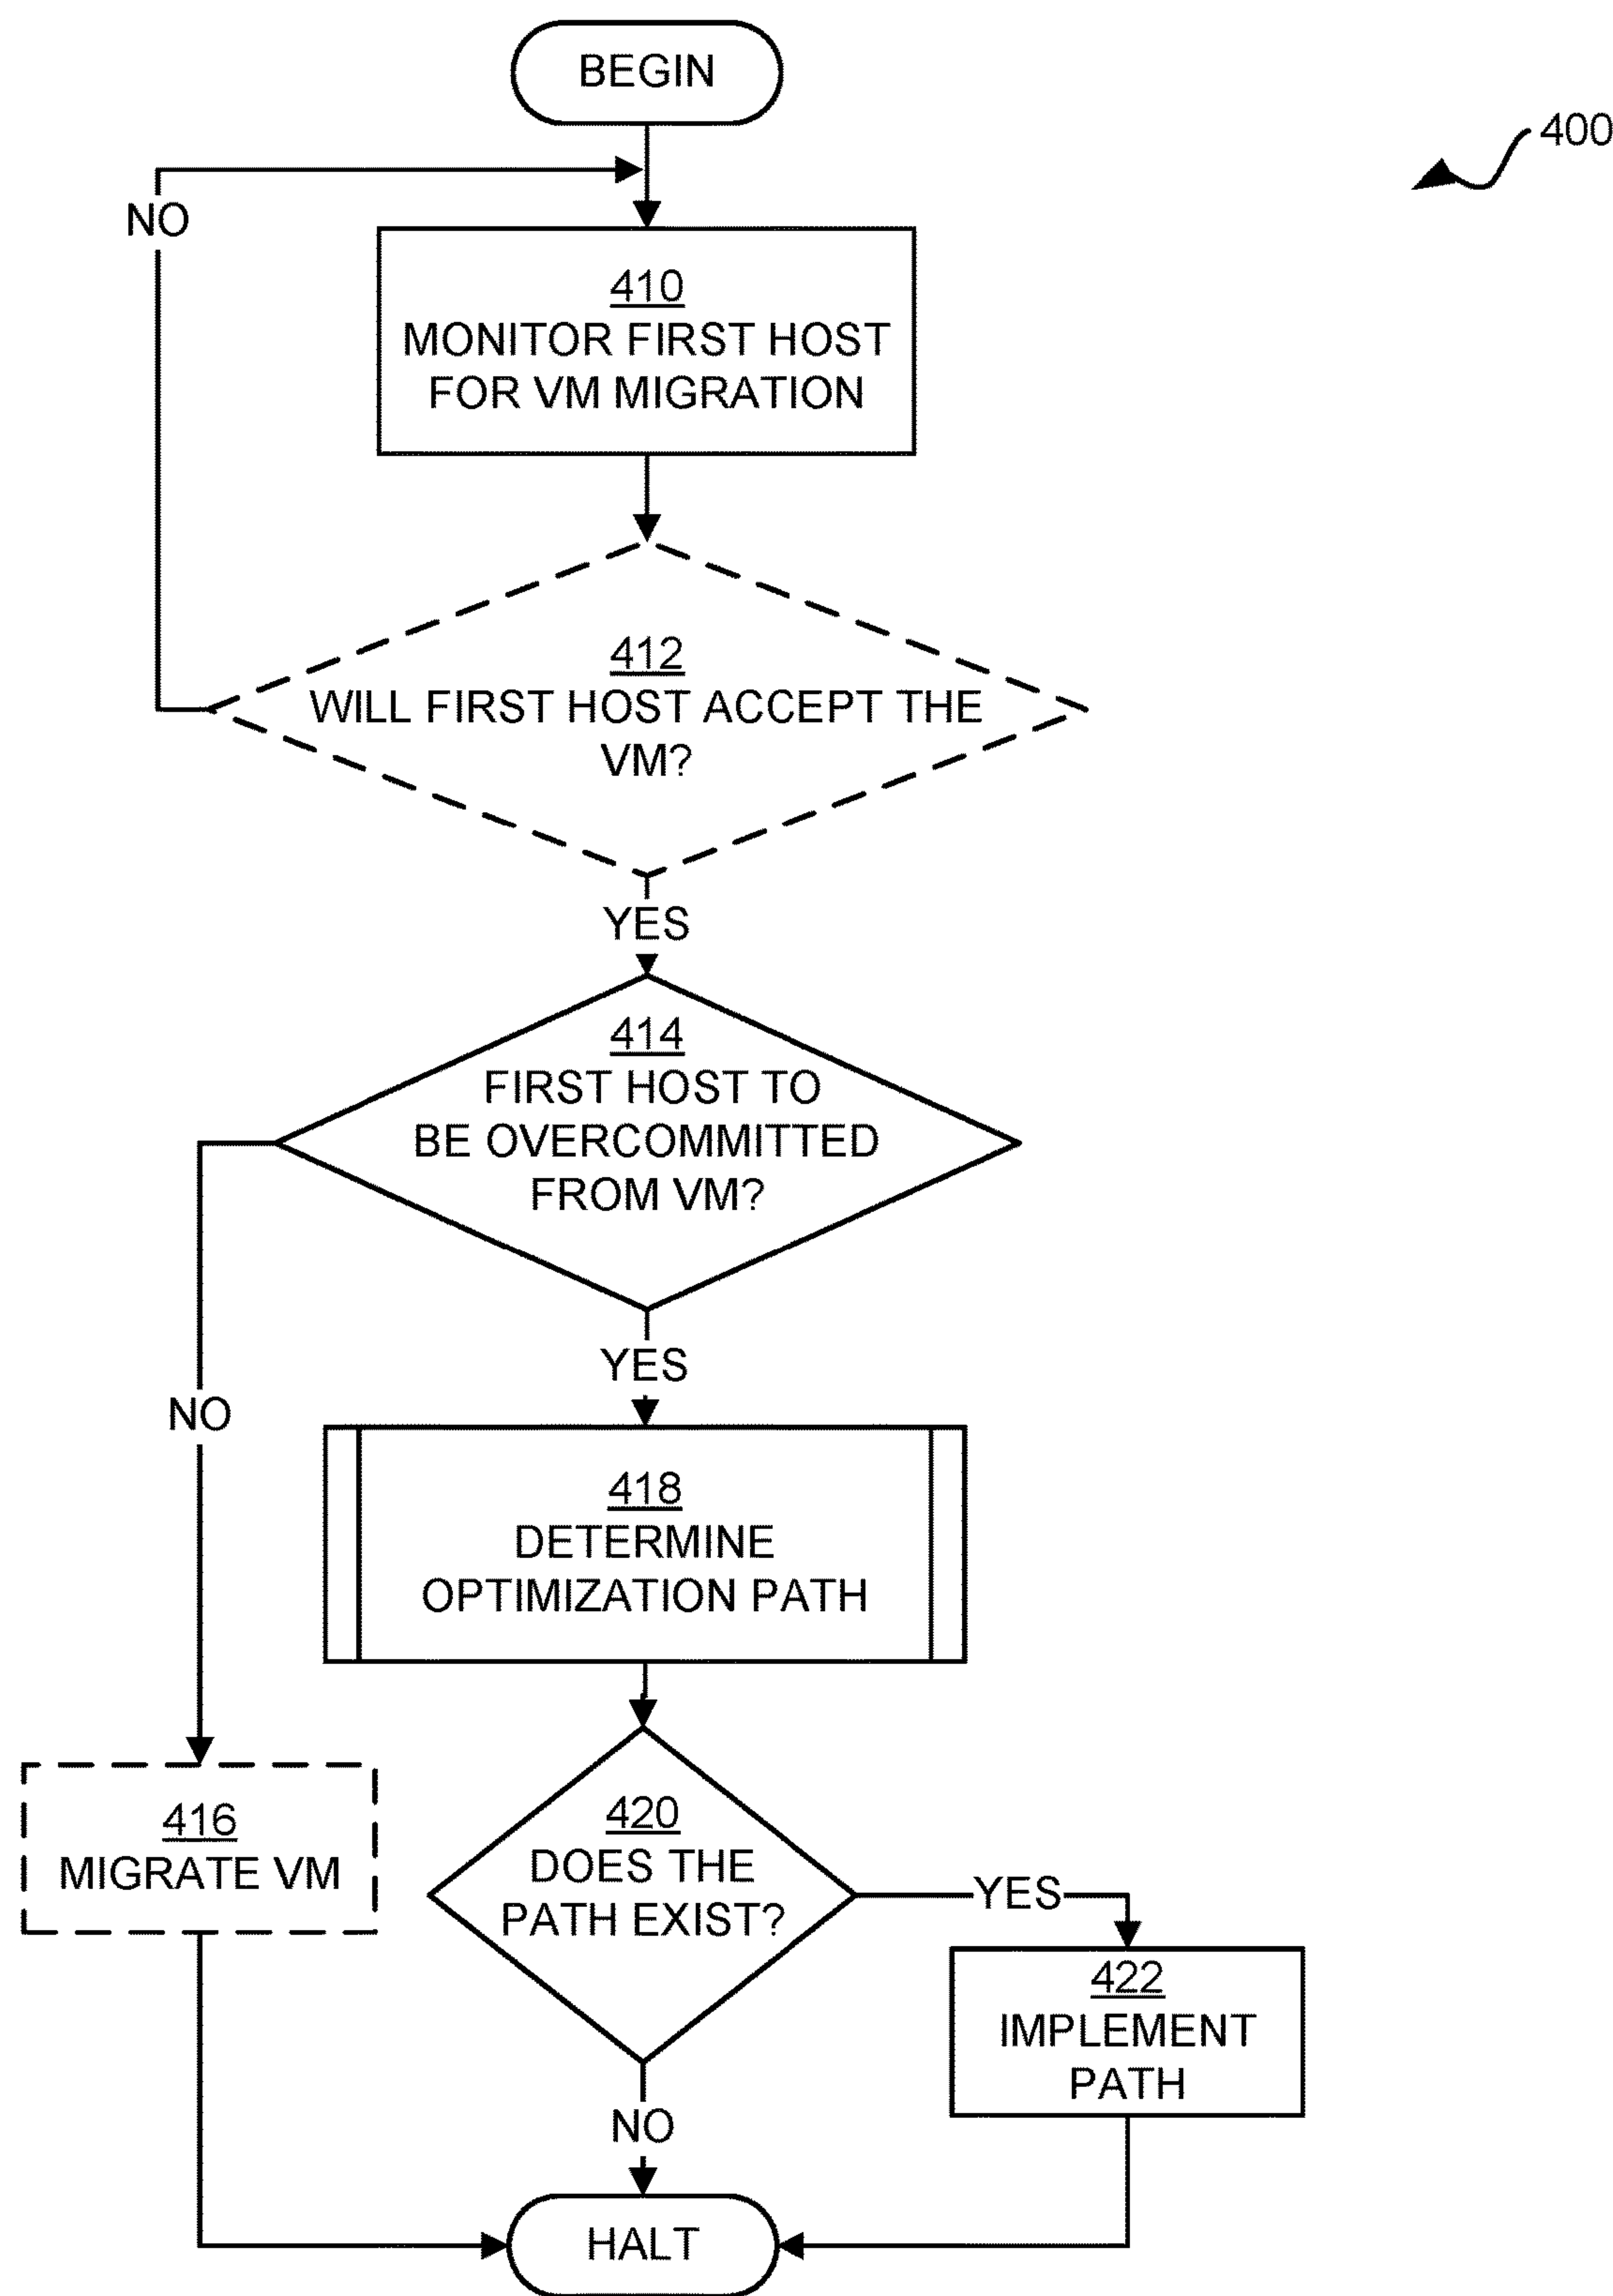 BEGIN
400
NO
410
MONITOR FIRST HOST
FOR VM MIGRATION
412
WILL FIRST HOST ACCEPT THE
VM?
YES
414
FIRST HOST TO
BE OVERCOMMITTED
FROM VM?
YES
NO
418
DETERMINE
OPTIMIZATION PATH
416
MIGRATE VM
420
DOES THE
PATH EXIST?
YES
422
IMPLEMENT
PATH
NO
HALT